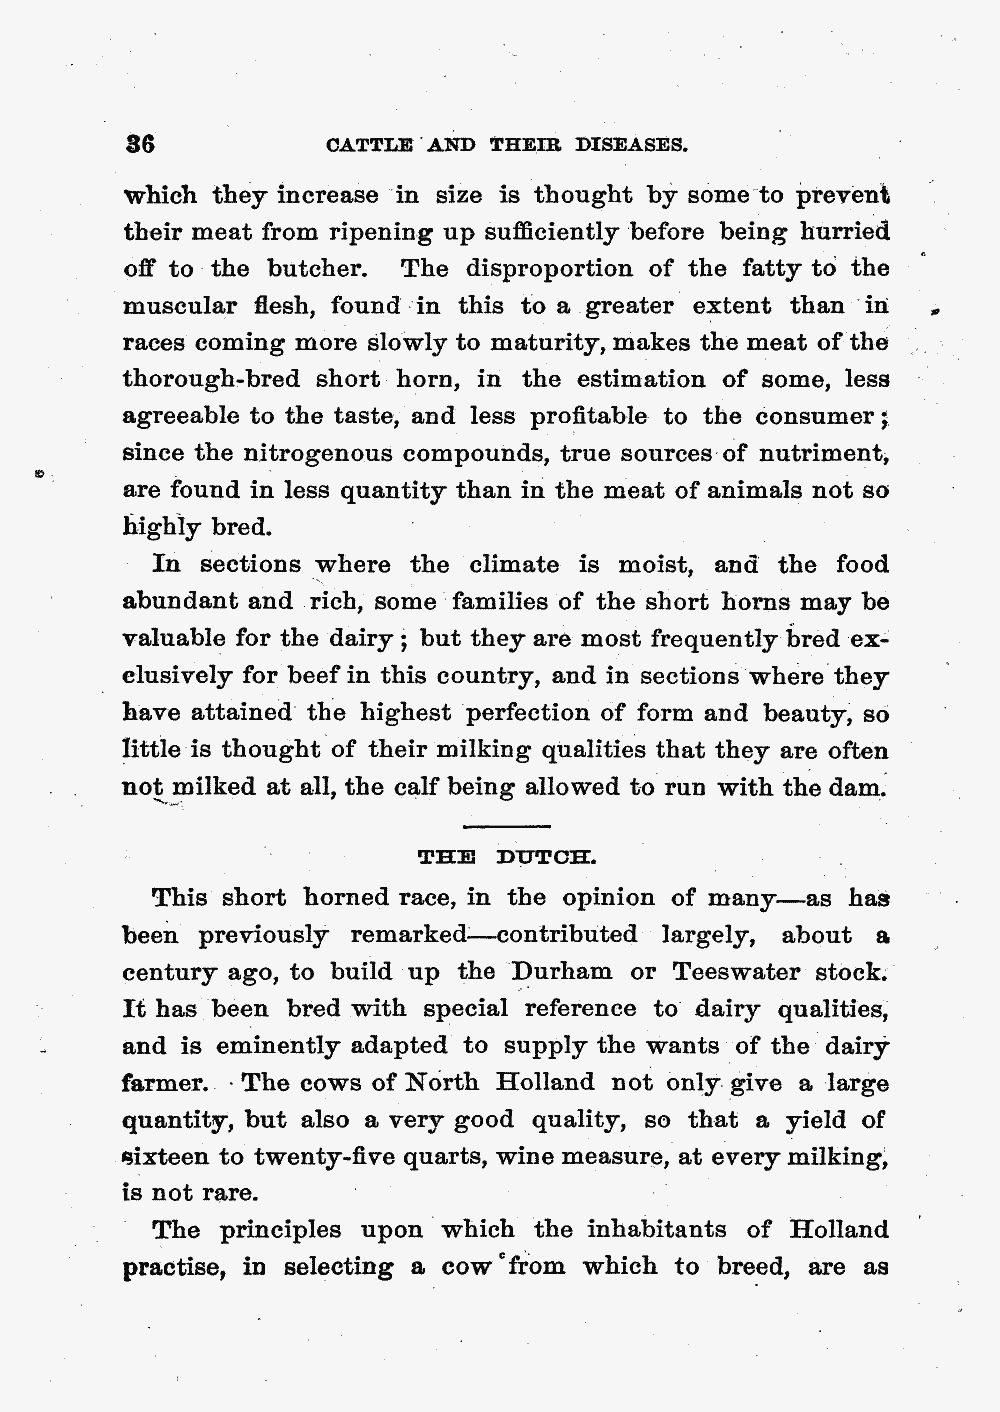 36 CATTLE AND THEIR DISEASES.
which they increase in size is thought by some to prevent
their meat from ripening up sufficiently before being hurried
off to the butcher. The disproportion of the fatty to the
muscular flesh, found in this to a greater extent than in
races coming more slowly to maturity, makes the meat of the
thorough-bred short horn, in the estimation of some, less
agreeable to the taste, and less profitable to the consumer;
since the nitrogenous compounds, true sources of nutriment,
are found in less quantity than in the meat of animals not so
highly bred.
In sections where the climate is moist, and the food
abundant and rich, some families of the short horns may be
valuable for the dairy; but they are most frequently bred ex-
clusively for beef in this country, and in sections where they
have attained the highest perfection of form and beauty, so
little is thought of their milking qualities that they are often
not milked at all, the calf being allowed to run with the dam.
THE DUTCH.
This short horned race, in the opinion of many—as has
been previously remarked—contributed largely, about a
century ago, to build up the Durham or Teeswater stock.
It has been bred with special reference to dairy qualities,
and is eminently adapted to supply the wants of the dairy
farmer. The cows of North Holland not only give a large
quantity, but also a very good quality, so that a yield of
sixteen to twenty-five quarts, wine measure, at every milking,
is not rare.
The principles upon which the inhabitants of Holland
practise, in selecting a cow from which to breed, are as